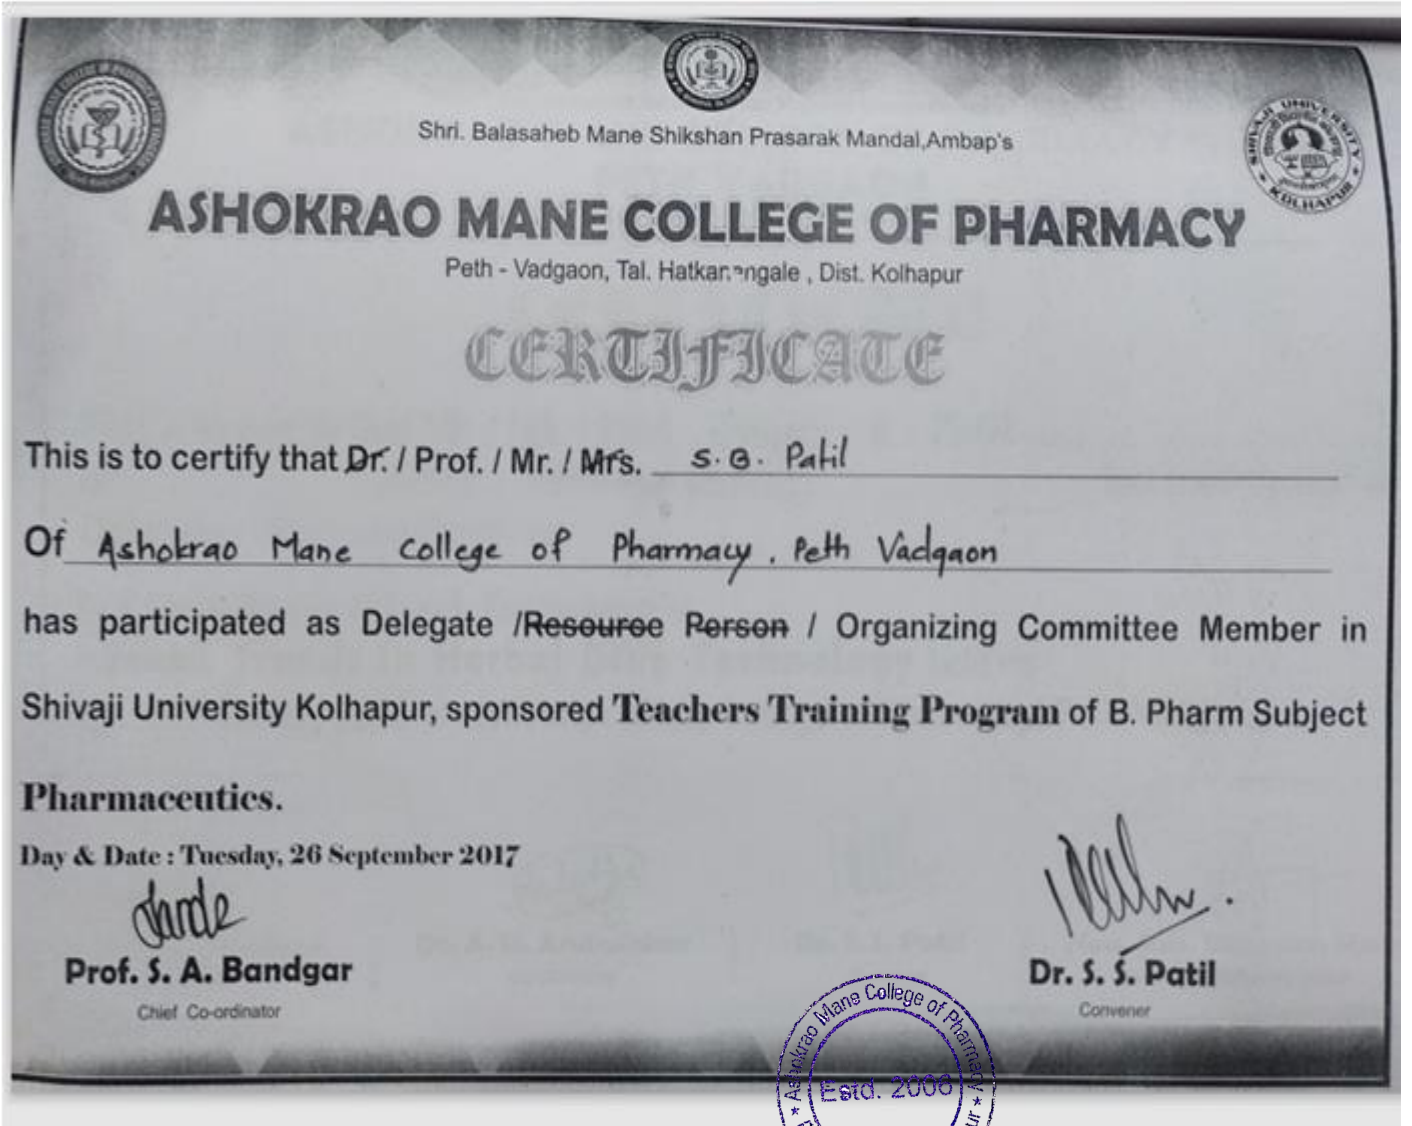 Shri. Balasaheb Mane Shikshan Prasarak Mandal,Ambap's
SHIVAJI UNIVERSITY
★ KOLHAPUR ★
ASHOKRAO MANE COLLEGE OF PHARMACY
Peth - Vadgaon, Tal. Hatkanangale , Dist. Kolhapur
CERTIFICATE
This is to certify that Dr. / Prof. / Mr. / Mrs. S. B. Patil
Of Ashokrao Mane College of Pharmacy, Peth Vadgaon
has participated as Delegate /Resource Person / Organizing Committee Member in
Shivaji University Kolhapur, sponsored Teachers Training Program of B. Pharm Subject
Pharmaceutics.
Day & Date : Tuesday, 26 September 2017
Prof. S. A. Bandgar
Chief Co-ordinator
Dr. S. S. Patil
Convener
Ashokrao Mane College of Pharmacy
Estd. 2006